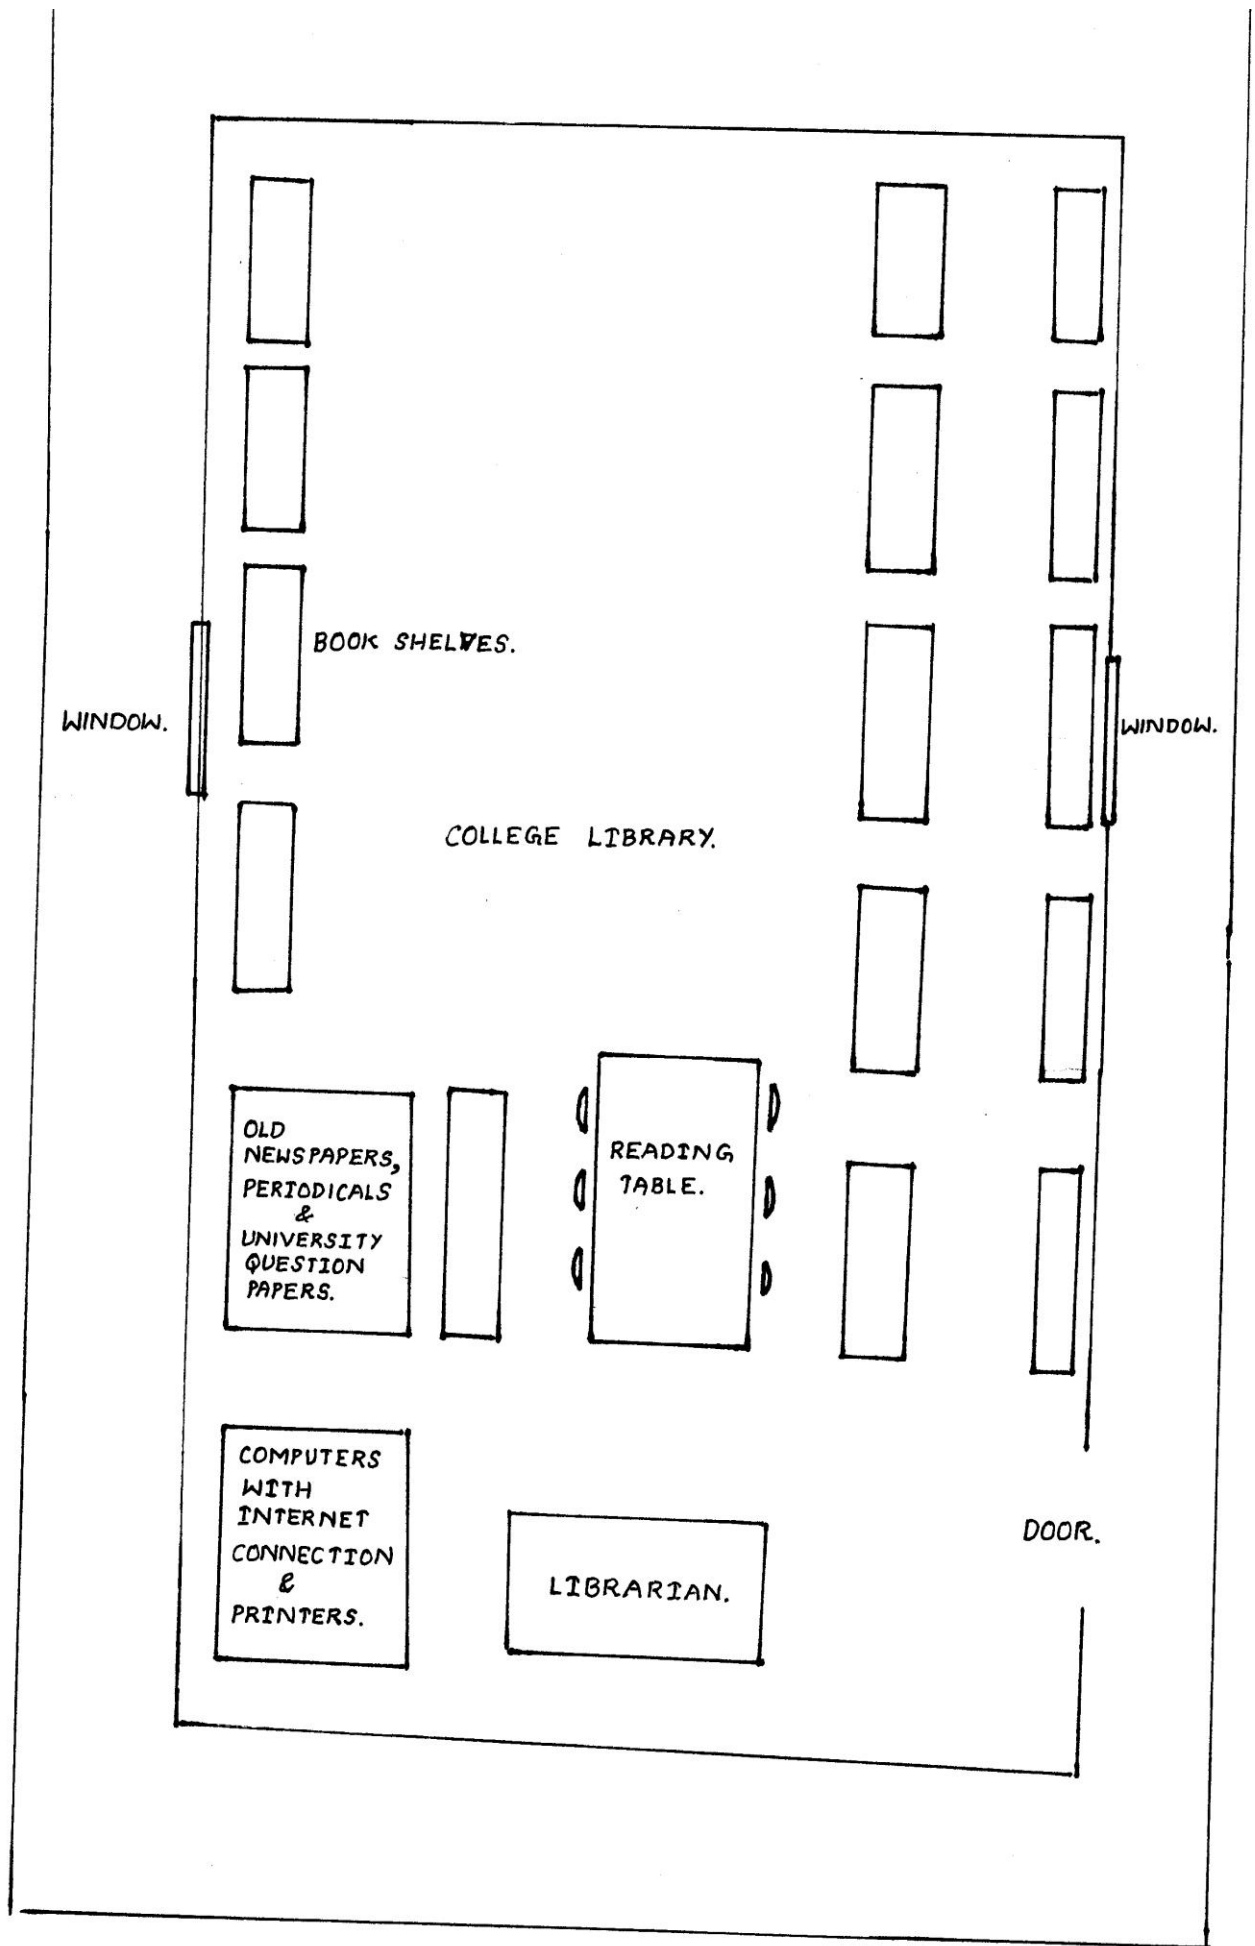 BOOK SHELVES.
WINDOW.
WINDOW.
COLLEGE LIBRARY.
OLD
NEWSPAPERS,
PERIODICALS
&
UNIVERSITY
QUESTION
PAPERS.
READING
TABLE.
COMPUTERS
WITH
INTERNET
CONNECTION
&
PRINTERS.
LIBRARIAN.
DOOR.